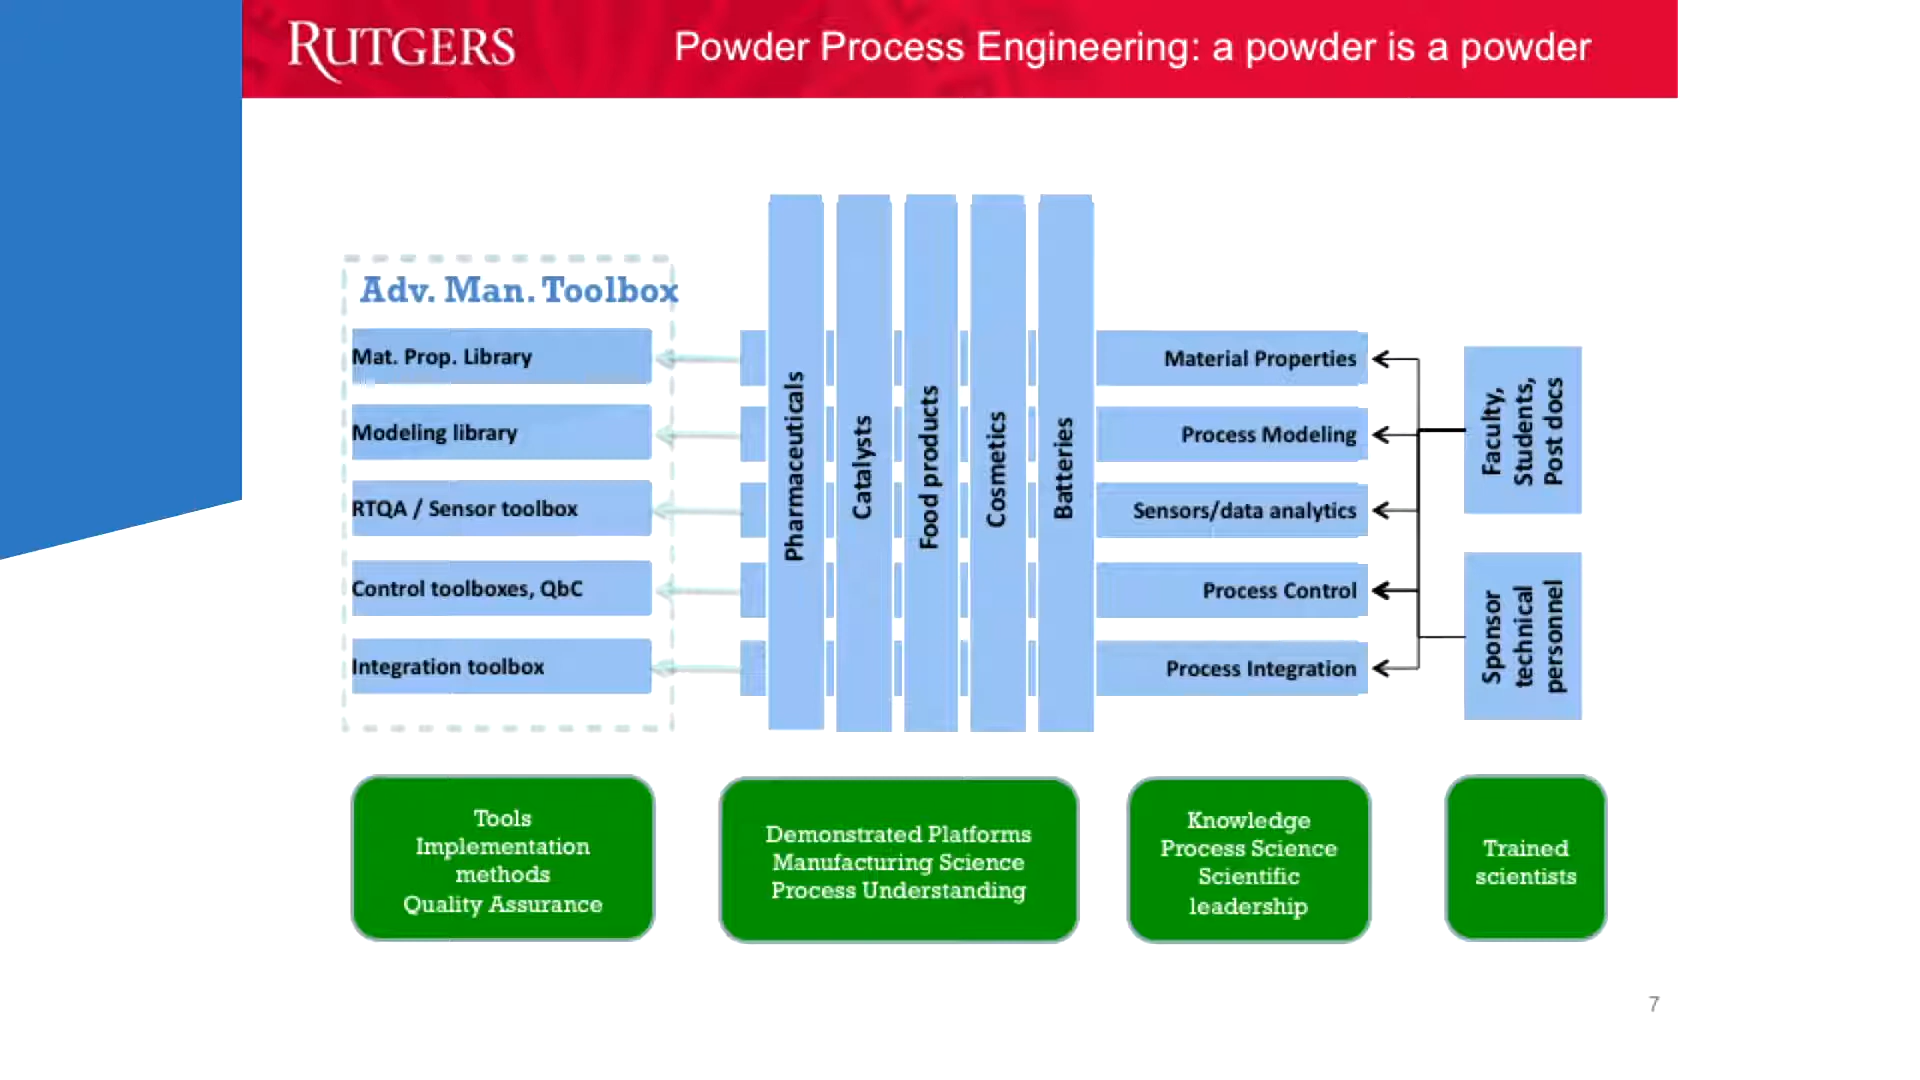 RUTGERS
Powder Process Engineering: a powder is a powder
Adv. Man. Toolbox
Mat. Prop. Library
Modeling library
RTQA / Sensor toolbox
Control toolboxes, QbC
Integration toolbox
Pharmaceuticals
Catalysts
Food products
Cosmetics
Batteries
Material Properties
Process Modeling
Sensors/data analytics
Process Control
Process Integration
Faculty,
Students,
Post docs
Sponsor
technical
personnel
Tools
Implementation
methods
Quality Assurance
Demonstrated Platforms
Manufacturing Science
Process Understanding
Knowledge
Process Science
Scientific
leadership
Trained
scientists
7